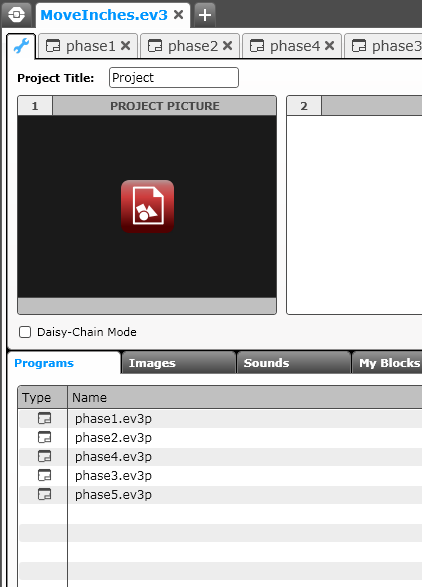 MoveInches.ev3
phase1 phase2 phase4 phase3
Project Title: Project
1 PROJECT PICTURE 2
Daisy-Chain Mode
Programs Images Sounds My Blocks
Type Name
phase1.ev3p
phase2.ev3p
phase4.ev3p
phase3.ev3p
phase5.ev3p